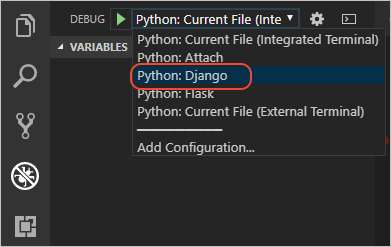 DEBUG Python: Current File (Inte
VARIABLES
Python: Current File (Integrated Terminal)
Python: Attach
Python: Django
Python: Flask
Python: Current File (External Terminal)
Add Configuration...